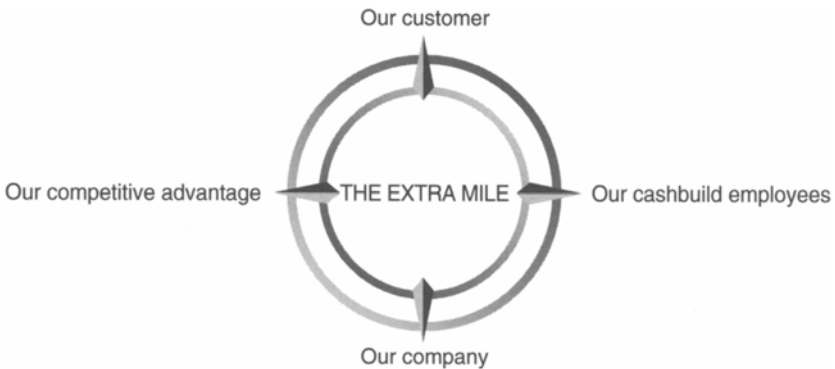 Our customer
Our competitive advantage
THE EXTRA MILE
Our cashbuild employees
Our company